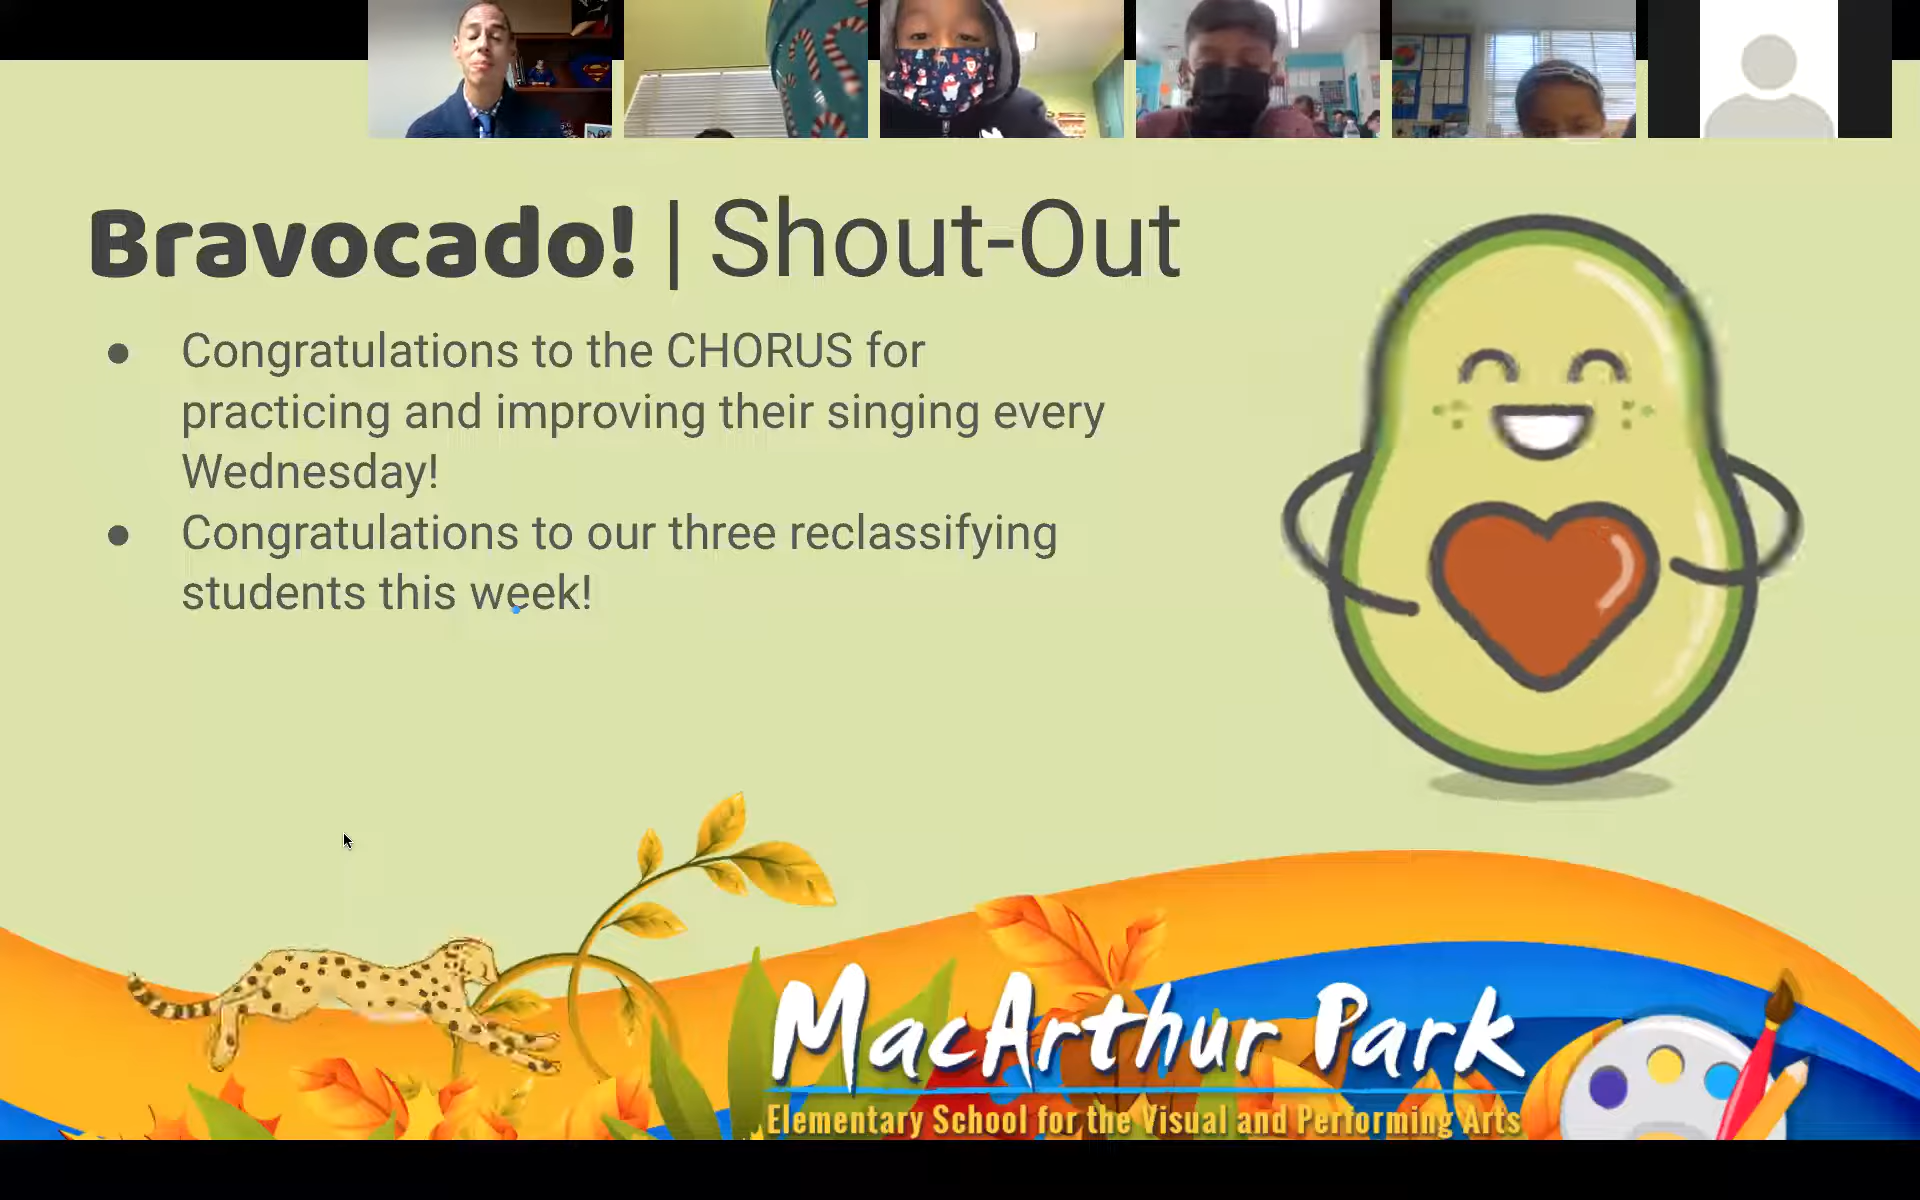 Bravocado! | Shout-Out
● Congratulations to the CHORUS for
practicing and improving their singing every
Wednesday!
● Congratulations to our three reclassifying
students this week!
MacArthur Park
Elementary School for the Visual and Performing Arts